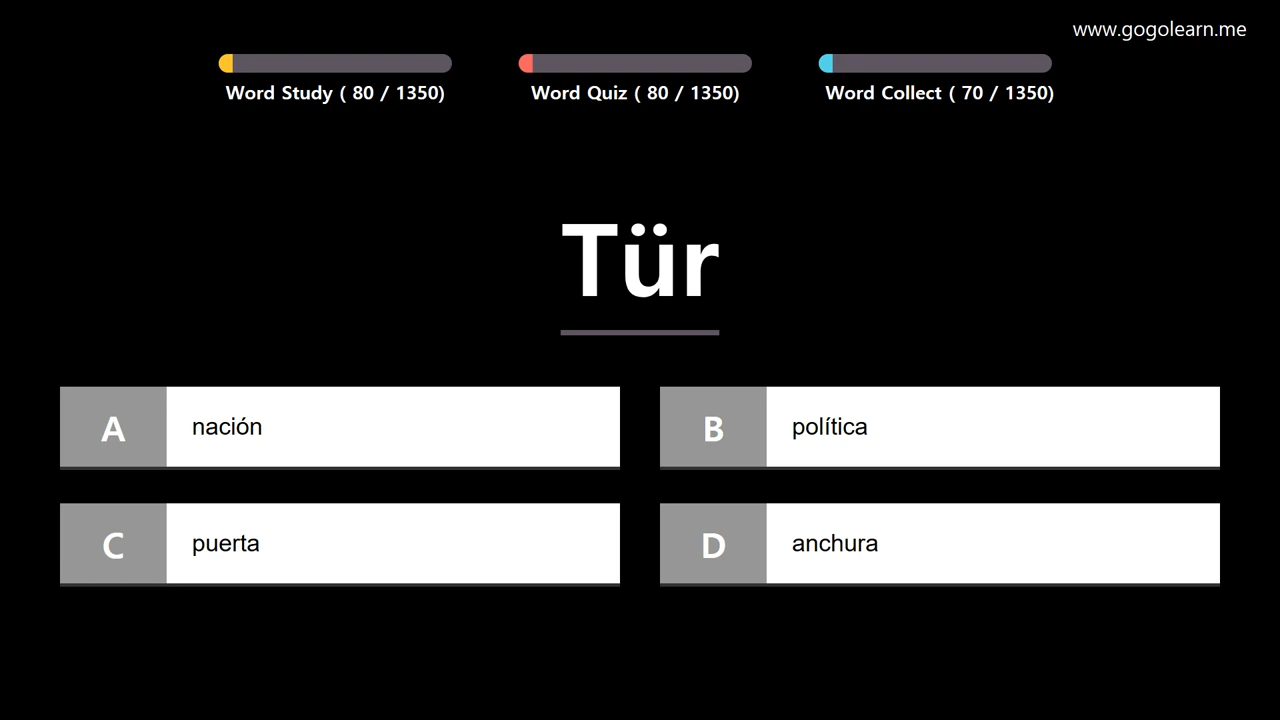 www.gogolearn.me
Word Study ( 80 / 1350)
Word Quiz ( 80 / 1350)
Word Collect ( 70 / 1350)
Tür
A nación
B política
C puerta
D anchura